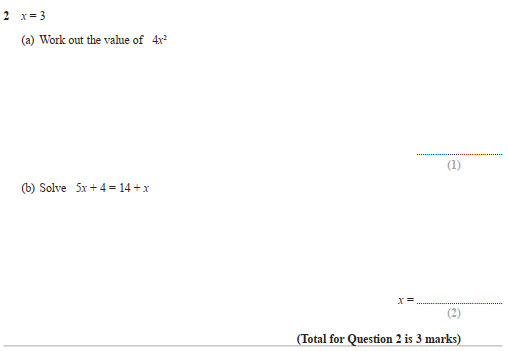 2 x = 3
(a) Work out the value of 4x²
(1)
(b) Solve 5x + 4 = 14 + x
x = ........................................
(2)
(Total for Question 2 is 3 marks)